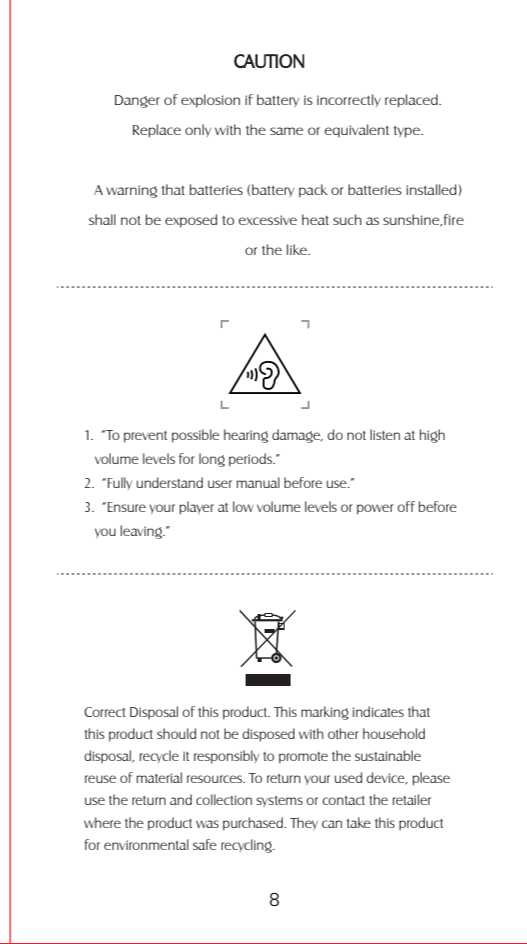 CAUTION
Danger of explosion if battery is incorrectly replaced.
Replace only with the same or equivalent type.
A warning that batteries (battery pack or batteries installed)
shall not be exposed to excessive heat such as sunshine,fire
or the like.
1. "To prevent possible hearing damage, do not listen at high
volume levels for long periods."
2. "Fully understand user manual before use."
3. "Ensure your player at low volume levels or power off before
you leaving."
Correct Disposal of this product. This marking indicates that
this product should not be disposed with other household
disposal, recycle it responsibly to promote the sustainable
reuse of material resources. To return your used device, please
use the return and collection systems or contact the retailer
where the product was purchased. They can take this product
for environmental safe recycling.
8